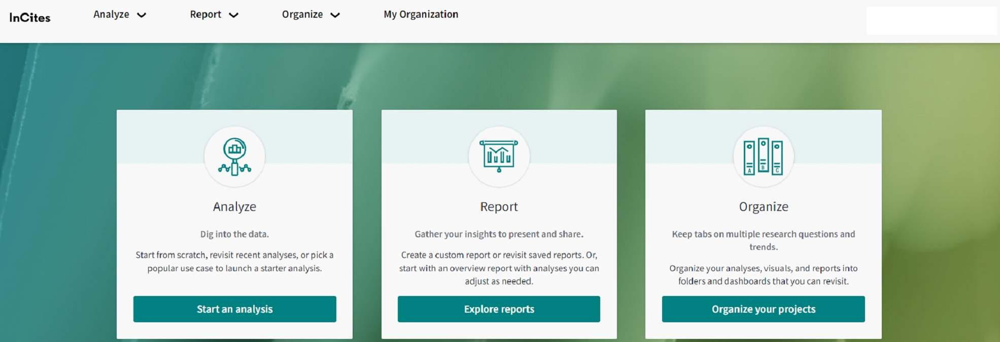 InCites
Analyze
Report
Organize
My Organization
Analyze
Dig into the data.
Start from scratch, revisit recent analyses, or pick a
popular use case to launch a starter analysis.
Start an analysis
Report
Gather your insights to present and share.
Create a custom report or revisit saved reports. Or,
start with an overview report with analyses you can
adjust as needed.
Explore reports
A
B
C
Organize
Keep tabs on multiple research questions and
trends.
Organize your analyses, visuals, and reports into
folders and dashboards that you can revisit.
Organize your projects